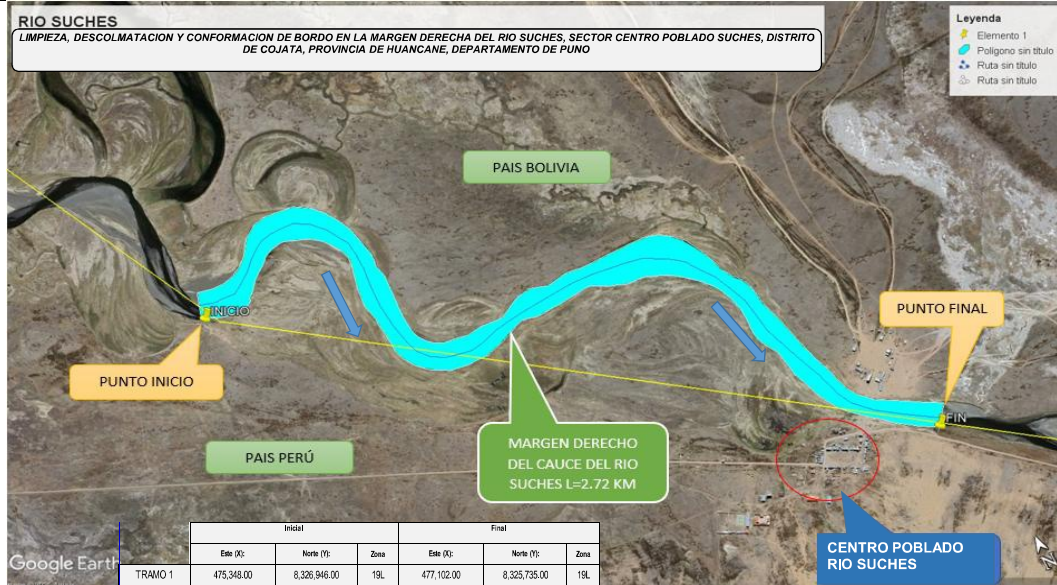 RIO SUCHES
LIMPIEZA, DESCOLMATACION Y CONFORMACION DE BORDO EN LA MARGEN DERECHA DEL RIO SUCHES, SECTOR CENTRO POBLADO SUCHES, DISTRITO
DE COJATA, PROVINCIA DE HUANCANE, DEPARTAMENTO DE PUNO
Leyenda
Elemento 1
Polígono sin título
Ruta sin título
Ruta sin título
PAIS BOLIVIA
INICIO
PUNTO INICIO
PUNTO FINAL
FIN
MARGEN DERECHO
DEL CAUCE DEL RIO
SUCHES L=2.72 KM
PAIS PERÚ
CENTRO POBLADO
RIO SUCHES
Inicial Final
Este (X): Norte (Y): Zona Este (X): Norte (Y): Zona
TRAMO 1 475,348.00 8,326,946.00 19L 477,102.00 8,325,735.00 19L
Google Earth
N